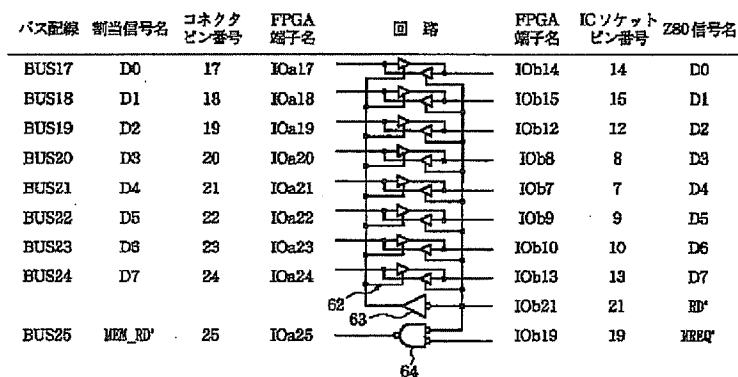 バス配線 割当信号名 コネクタピン番号 FPGA端子名 回路 FPGA端子名 ICソケットピン番号 Z80信号名
BUS17 D0 17 IOa17 IOb14 14 D0
BUS18 D1 18 IOa18 IOb15 15 D1
BUS19 D2 19 IOa19 IOb12 12 D2
BUS20 D3 20 IOa20 IOb8 8 D3
BUS21 D4 21 IOa21 IOb7 7 D4
BUS22 D5 22 IOa22 IOb9 9 D5
BUS23 D6 23 IOa23 IOb10 10 D6
BUS24 D7 24 IOa24 IOb13 13 D7
62
63 IOb21 21 RD'
BUS25 MEM_RD' 25 IOa25 IOb19 19 MREQ'
64